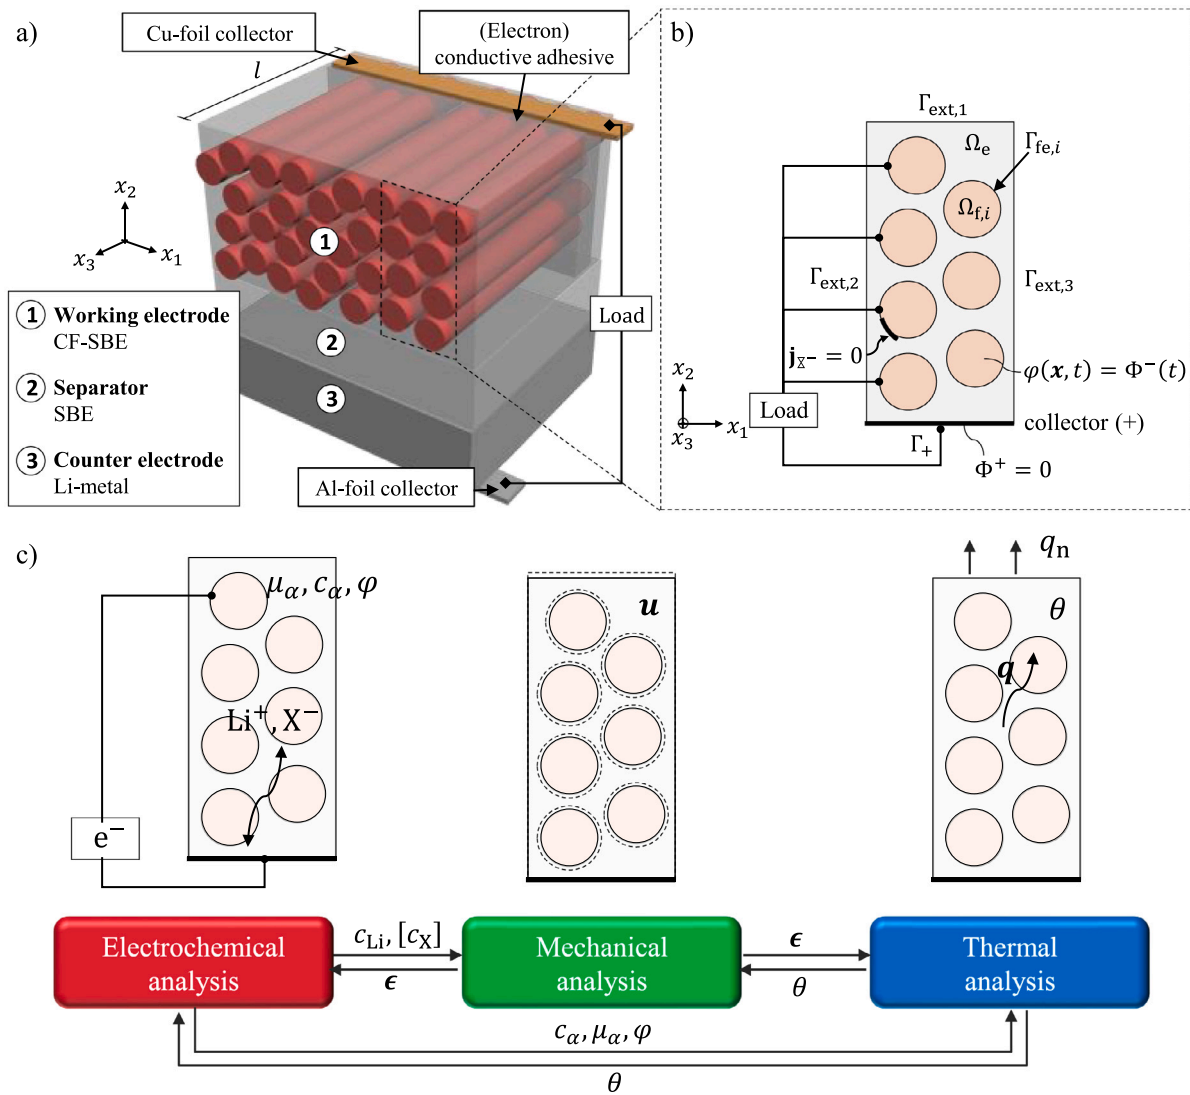 a)
Cu-foil collector
(Electron)
conductive adhesive
l
x₂
x₃
x₁
1
2
3
Load
1 Working electrode
CF-SBE
2 Separator
SBE
3 Counter electrode
Li-metal
Al-foil collector
b)
Γext,1
Ωe
Γfe,i
Ωf,i
Γext,2
Γext,3
j_X⁻ = 0
φ(x, t) = Φ⁻(t)
x₂
x₃
x₁
Load
collector (+)
Γ₊
Φ⁺ = 0
c)
μα, cα, φ
Li⁺, X⁻
e⁻
u
qn
θ
q
Electrochemical
analysis
cLi, [cX]
ϵ
Mechanical
analysis
ϵ
θ
Thermal
analysis
cα, μα, φ
θ